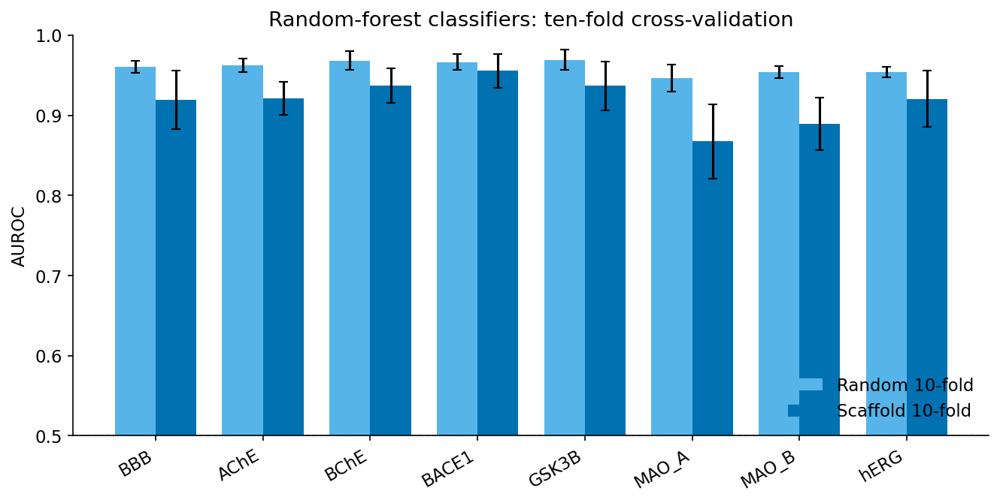 Random-forest classifiers: ten-fold cross-validation
1.0
0.9
0.8
0.7
0.6
0.5
AUROC
Random 10-fold
Scaffold 10-fold
BBB
AChE
BChE
BACE1
GSK3B
MAO_A
MAO_B
hERG